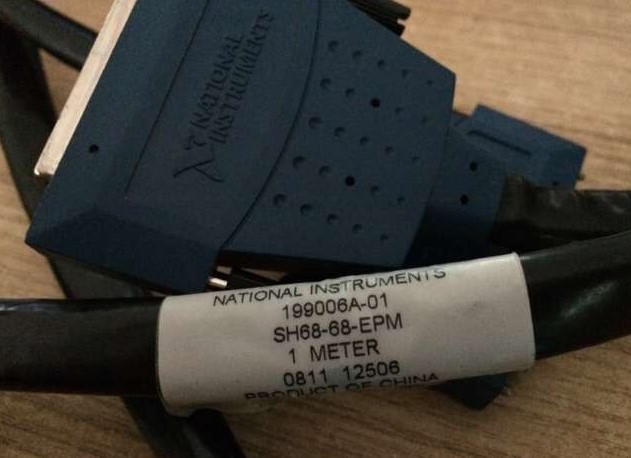 NATIONAL
INSTRUMENTS
NATIONAL INSTRUMENTS
199006A-01
SH68-68-EPM
1 METER
0811 12506
PRODUCT OF CHINA